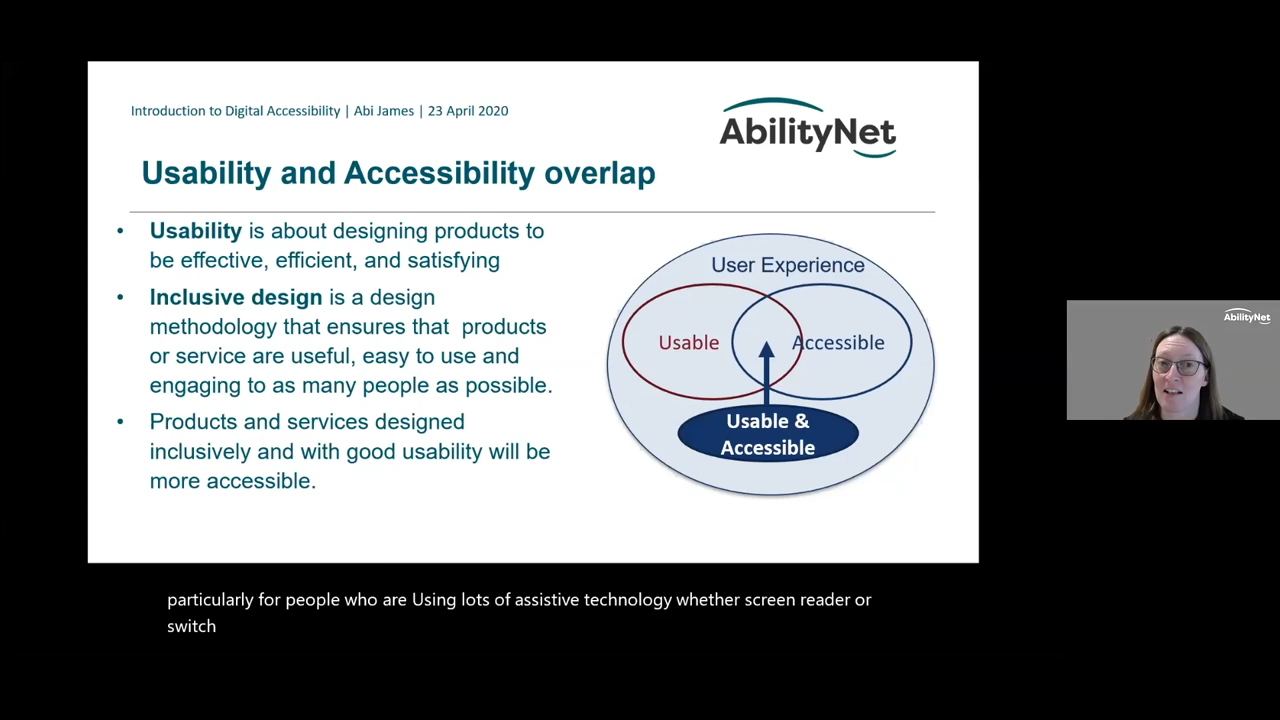 Introduction to Digital Accessibility | Abi James | 23 April 2020
AbilityNet
Usability and Accessibility overlap
• Usability is about designing products to
be effective, efficient, and satisfying
• Inclusive design is a design
methodology that ensures that  products
or service are useful, easy to use and
engaging to as many people as possible.
• Products and services designed
inclusively and with good usability will be
more accessible.
User Experience
Usable
Accessible
Usable &
Accessible
AbilityNet
particularly for people who are Using lots of assistive technology whether screen reader or
switch